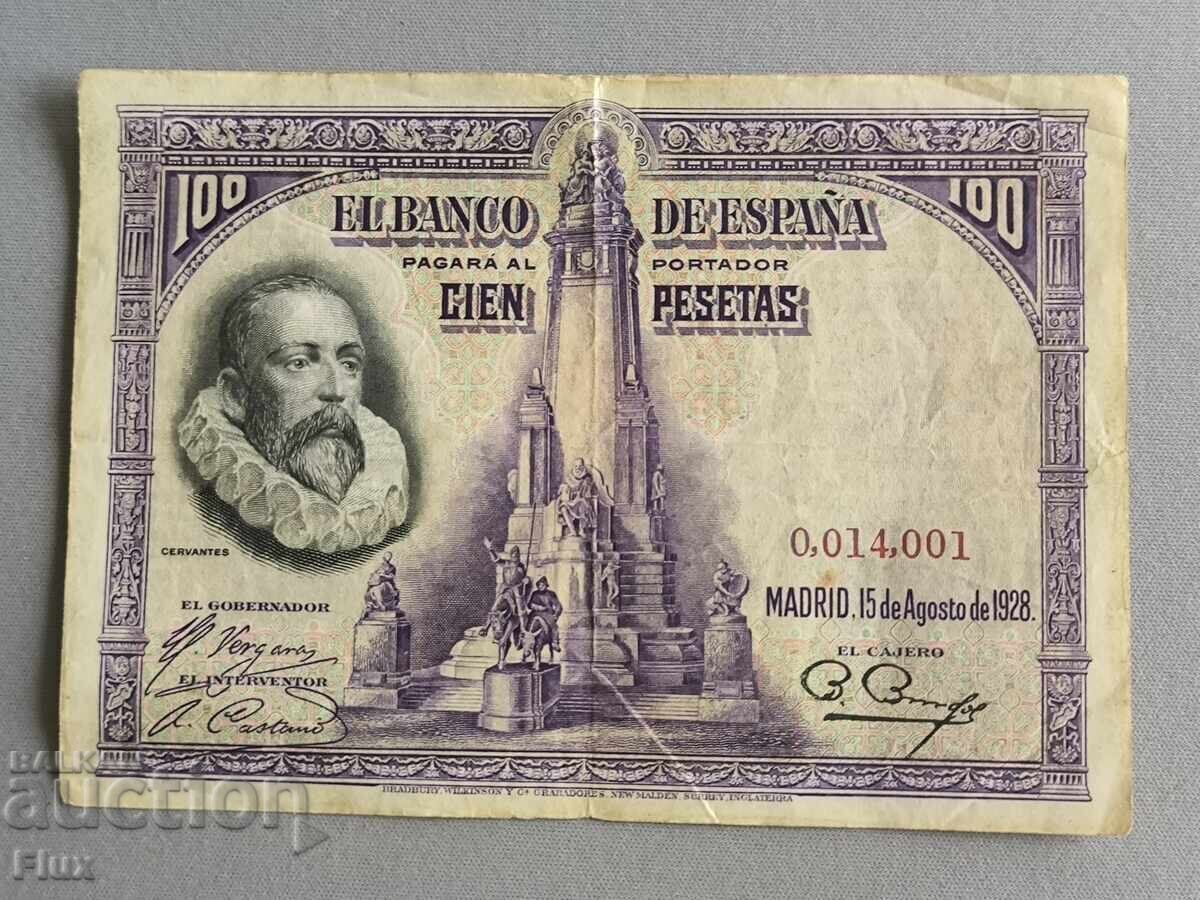 100 100
EL BANCO DE ESPAÑA
PAGARÁ AL PORTADOR
CIEN PESETAS
CERVANTES
0,014,001
MADRID, 15 de Agosto de 1928.
EL GOBERNADOR
EL CAJERO
Vergara
EL INTERVENTOR
A. Castaño
BRADBURY, WILKINSON Y Cª GRABADORES, NEW MALDEN, SURREY, INGLATERRA
BALK
auction
Flux